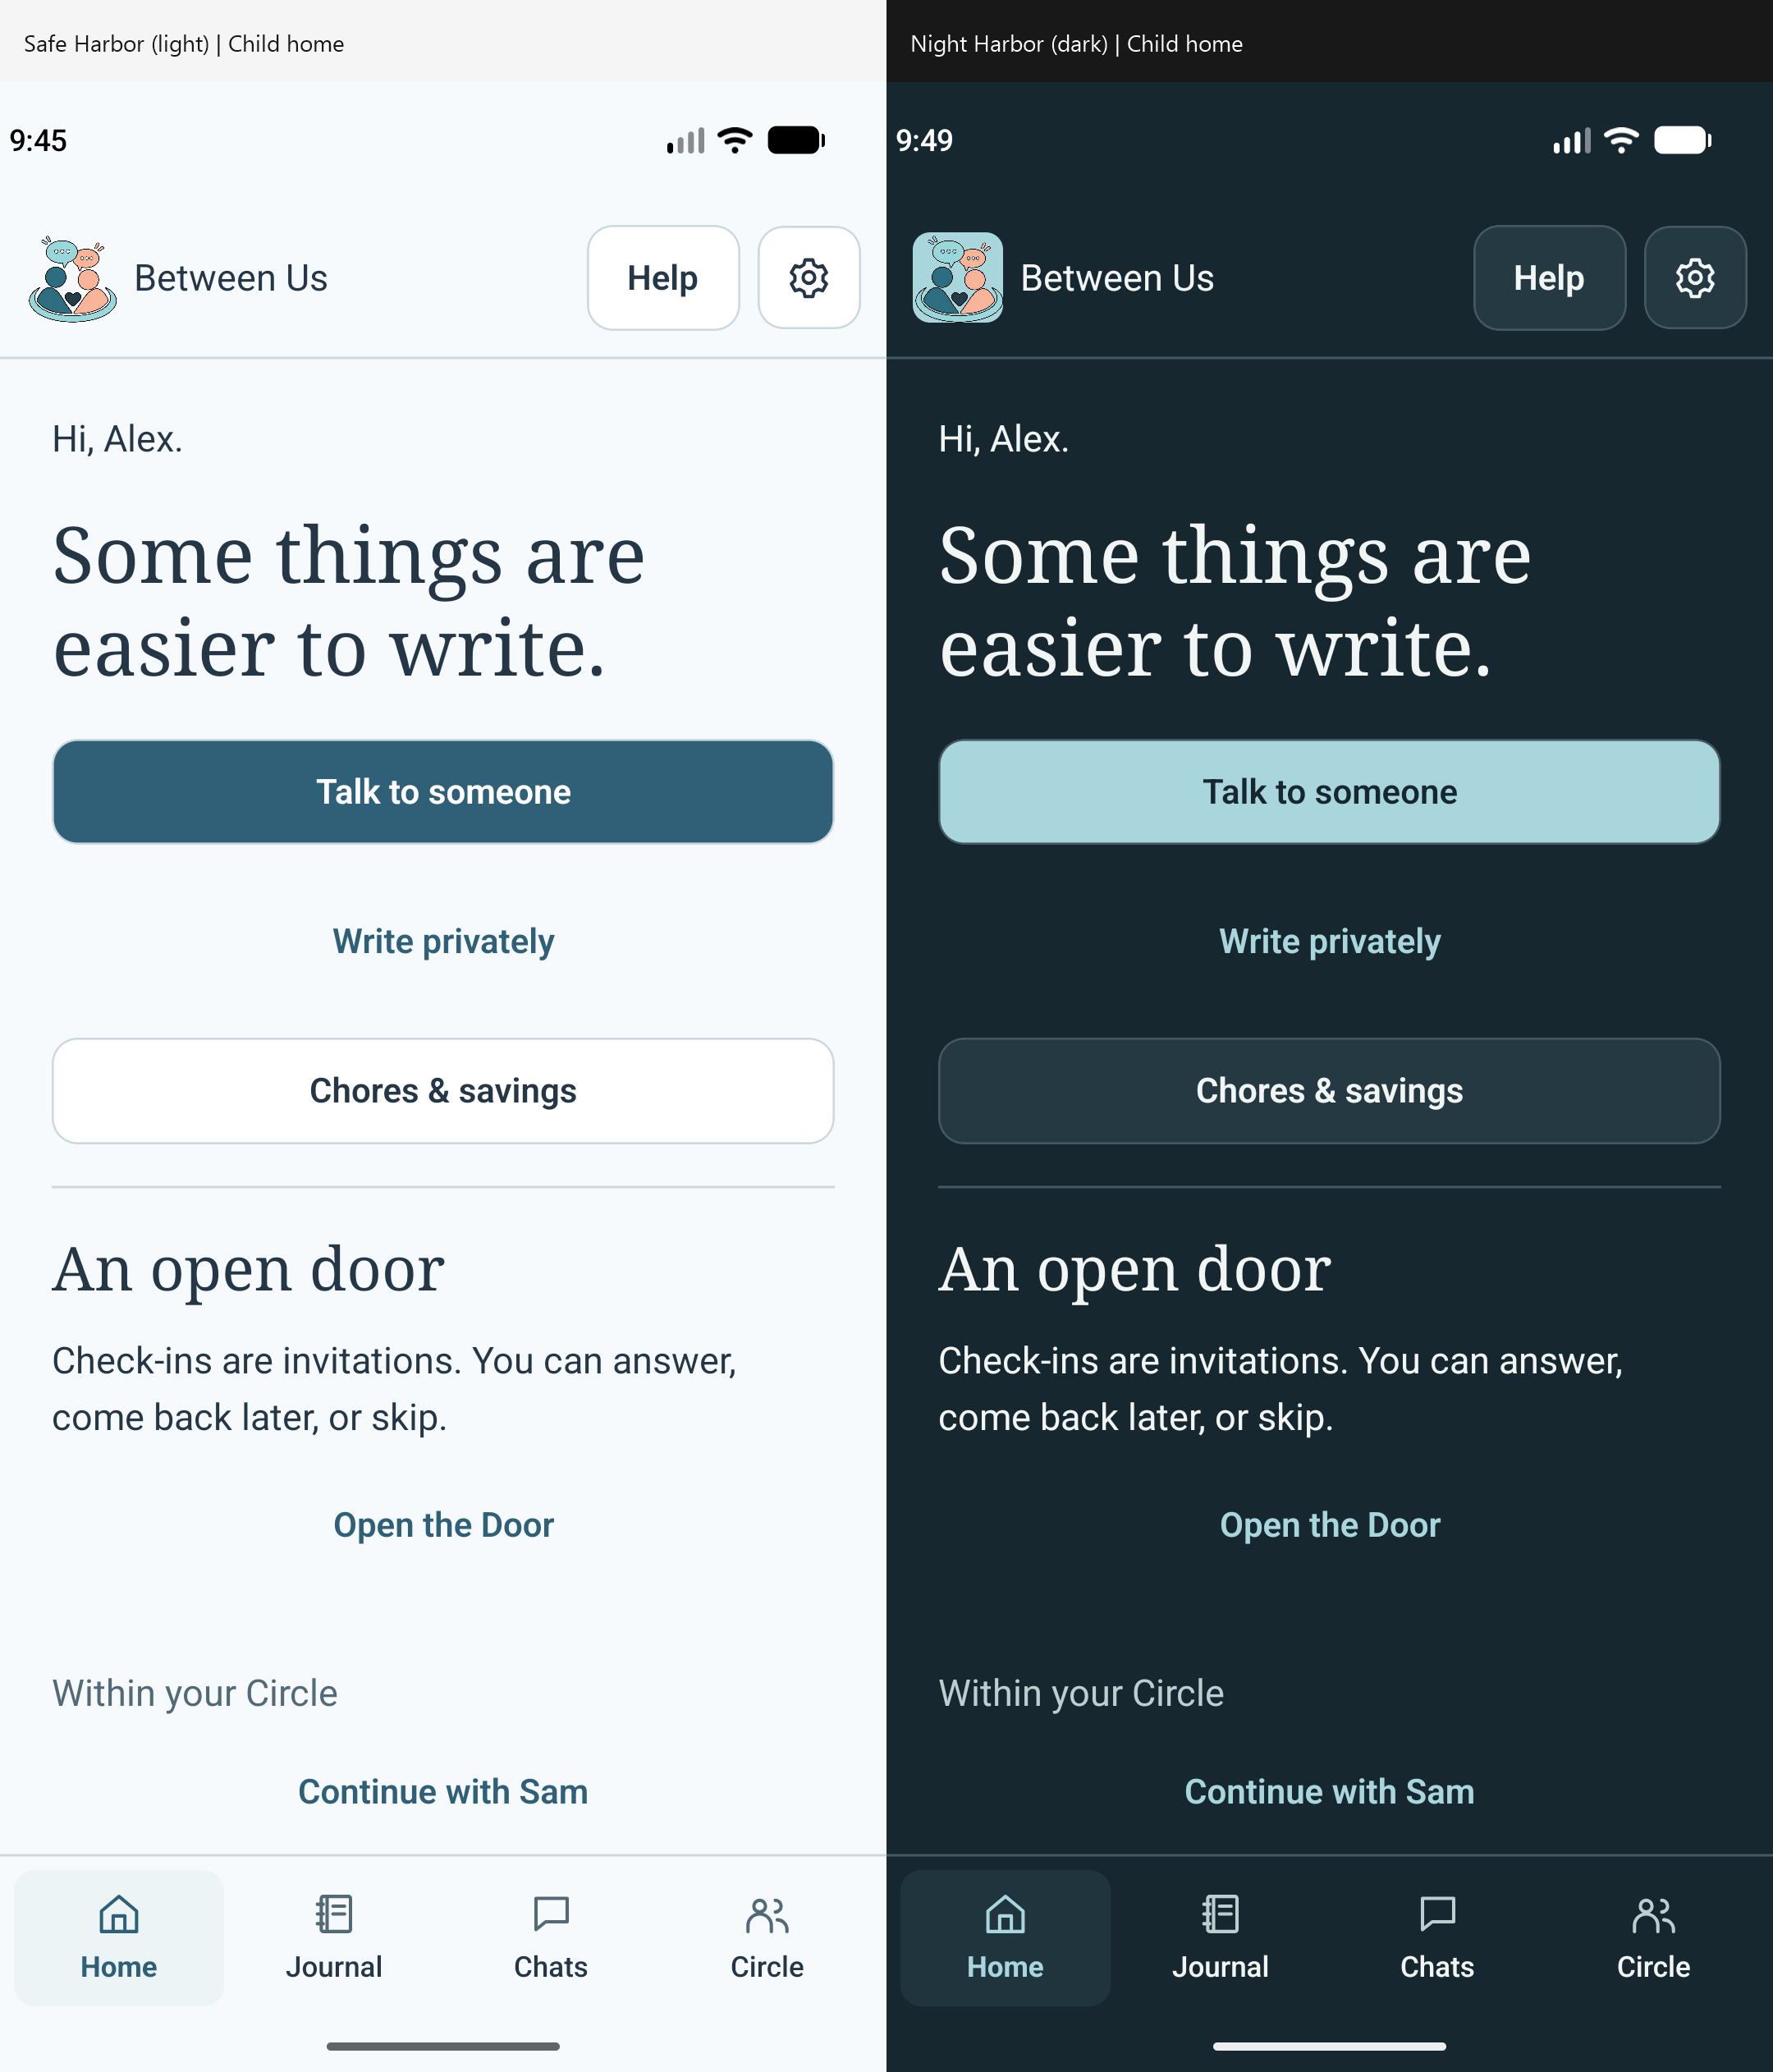 Safe Harbor (light) | Child home
9:45
Between Us
Help
Hi, Alex.
Some things are
easier to write.
Talk to someone
Write privately
Chores & savings
An open door
Check-ins are invitations. You can answer,
come back later, or skip.
Open the Door
Within your Circle
Continue with Sam
Home
Journal
Chats
Circle
Night Harbor (dark) | Child home
9:49
Between Us
Help
Hi, Alex.
Some things are
easier to write.
Talk to someone
Write privately
Chores & savings
An open door
Check-ins are invitations. You can answer,
come back later, or skip.
Open the Door
Within your Circle
Continue with Sam
Home
Journal
Chats
Circle